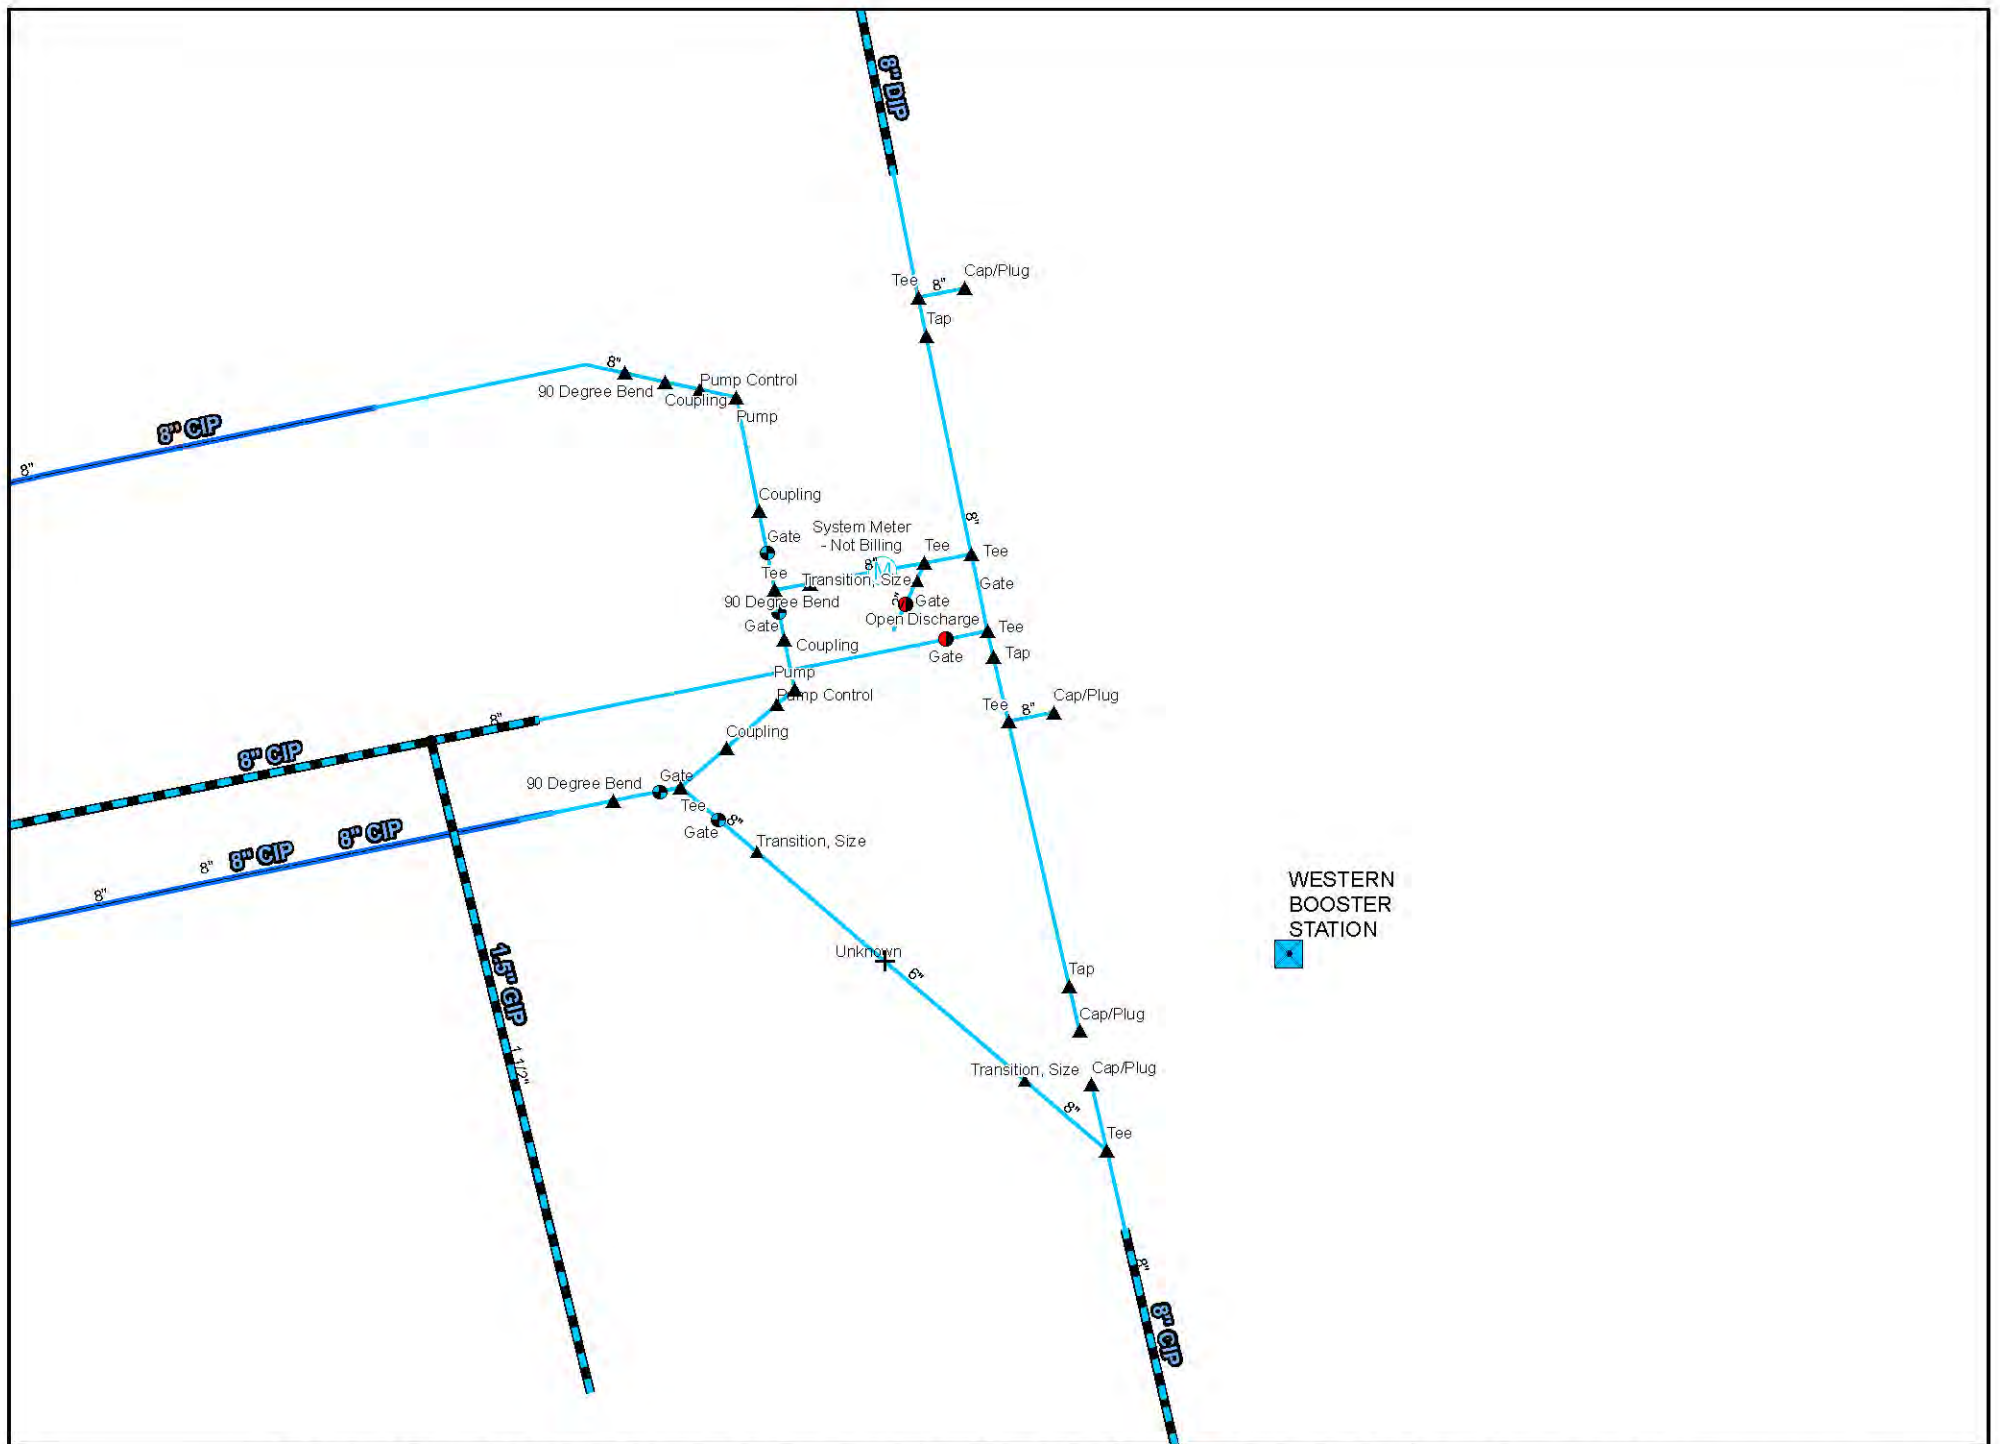 8" DIP
Cap/Plug
Tee
8"
Tap
8"
Pump Control
90 Degree Bend
Coupling
Pump
8" CIP
8"
Coupling
8"
System Meter
- Not Billing
Gate
Tee
Tee
8"
M
Tee
Transition, Size
Gate
90 Degree Bend
2"
Gate
Open Discharge
Gate
Tee
Coupling
Gate
Tap
Pump
Pump Control
Cap/Plug
Tee
8"
8"
Coupling
8" CIP
Gate
90 Degree Bend
Tee
Gate
8"
8" CIP
8" CIP
Transition, Size
8"
8"
WESTERN
BOOSTER
STATION
Unknown
6"
Tap
1.5" GIP
Cap/Plug
1 1/2"
Transition, Size
Cap/Plug
8"
Tee
8"
8" CIP